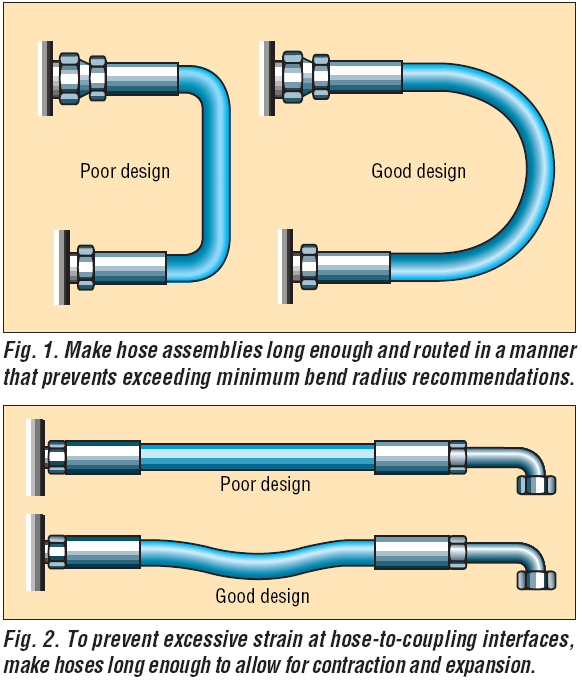 Poor design
Good design
Fig. 1. Make hose assemblies long enough and routed in a manner
that prevents exceeding minimum bend radius recommendations.
Poor design
Good design
Fig. 2. To prevent excessive strain at hose-to-coupling interfaces,
make hoses long enough to allow for contraction and expansion.